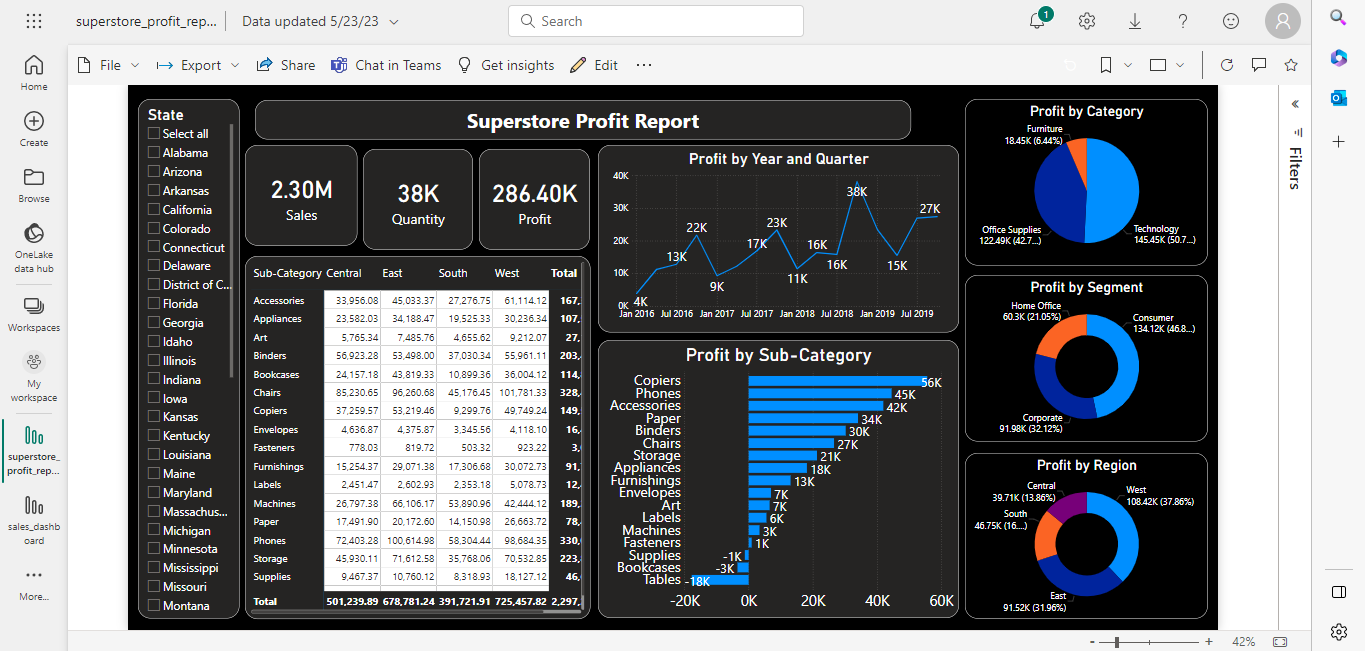 superstore_profit_rep...
Data updated 5/23/23
Search
1
Home
Create
Browse
OneLake
data hub
Workspaces
My
workspace
superstore_
profit_rep...
sales_dashb
oard
More...
File
Export
Share
Chat in Teams
Get insights
Edit
State
Select all
Alabama
Arizona
Arkansas
California
Colorado
Connecticut
Delaware
District of C...
Florida
Georgia
Idaho
Illinois
Indiana
Iowa
Kansas
Kentucky
Louisiana
Maine
Maryland
Massachus...
Michigan
Minnesota
Mississippi
Missouri
Montana
Superstore Profit Report
2.30M
Sales
38K
Quantity
286.40K
Profit
Sub-Category Central East South West Total
Accessories 33,956.08 45,033.37 27,276.75 61,114.12 167,
Appliances 23,582.03 34,188.47 19,525.33 30,236.34 107,
Art 5,765.34 7,485.76 4,655.62 9,212.07 27,
Binders 56,923.28 53,498.00 37,030.34 55,961.11 203,
Bookcases 24,157.18 43,819.33 10,899.36 36,004.12 114,
Chairs 85,230.65 96,260.68 45,176.45 101,781.33 328,
Copiers 37,259.57 53,219.46 9,299.76 49,749.24 149,
Envelopes 4,636.87 4,375.87 3,345.56 4,118.10 16,
Fasteners 778.03 819.72 503.32 923.22 3,
Furnishings 15,254.37 29,071.38 17,306.68 30,072.73 91,
Labels 2,451.47 2,602.93 2,353.18 5,078.73 12,
Machines 26,797.38 66,106.17 53,890.96 42,444.12 189,
Paper 17,491.90 20,172.60 14,150.98 26,663.72 78,
Phones 72,403.28 100,614.98 58,304.44 98,684.35 330,
Storage 45,930.11 71,612.58 35,768.06 70,532.85 223,
Supplies 9,467.37 10,760.12 8,318.93 18,127.12 46,
Total 501,239.89 678,781.24 391,721.91 725,457.82 2,297,
Profit by Year and Quarter
40K
30K
20K
10K
0K
4K
13K
22K
9K
17K
23K
11K
16K
16K
38K
15K
27K
Jan 2016 Jul 2016 Jan 2017 Jul 2017 Jan 2018 Jul 2018 Jan 2019 Jul 2019
Profit by Sub-Category
Copiers 56K
Phones 45K
Accessories 42K
Paper 34K
Binders 30K
Chairs 27K
Storage 21K
Appliances 18K
Furnishings 13K
Envelopes 7K
Art 7K
Labels 6K
Machines 3K
Fasteners 1K
Supplies -1K
Bookcases -3K
Tables -18K
-20K 0K 20K 40K 60K
Profit by Category
Furniture
18.45K (6.44%)
Office Supplies
122.49K (42.7...)
Technology
145.45K (50.7...)
Profit by Segment
Home Office
60.3K (21.05%)
Consumer
134.12K (46.8...)
Corporate
91.98K (32.12%)
Profit by Region
Central
39.71K (13.86%)
West
108.42K (37.86%)
South
46.75K (16....)
East
91.52K (31.96%)
Filters
- + 42%